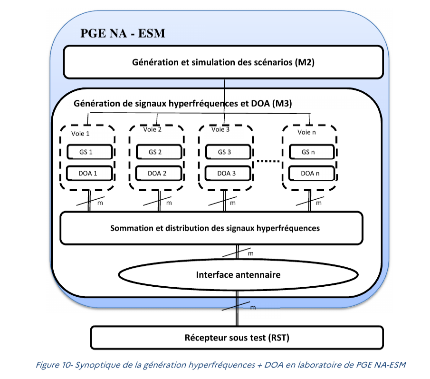 PGE NA - ESM
Génération et simulation des scénarios (M2)
Génération de signaux hyperfréquences et DOA (M3)
Voie 1 Voie 2 Voie 3 Voie n
GS 1 GS 2 GS 3 GS n
DOA 1 DOA 2 DOA 3 DOA n
m m m m
Sommation et distribution des signaux hyperfréquences
m
Interface antennaire
m
Récepteur sous test (RST)
Figure 10- Synoptique de la génération hyperfréquences + DOA en laboratoire de PGE NA-ESM